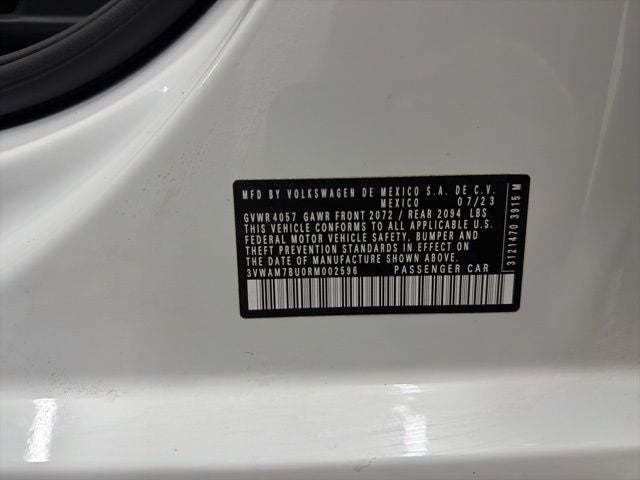 MFD BY VOLKSWAGEN DE MEXICO S.A. DE C.V.
MEXICO 07/23
GVWR 4057 GAWR FRONT 2072 / REAR 2094 LBS
THIS VEHICLE CONFORMS TO ALL APPLICABLE U.S.
FEDERAL MOTOR VEHICLE SAFETY, BUMPER AND
THEFT PREVENTION STANDARDS IN EFFECT ON THE
DATE OF MANUFACTURE SHOWN ABOVE.
3VWAM7BU0RM002596 PASSENGER CAR
3121470 3915 M